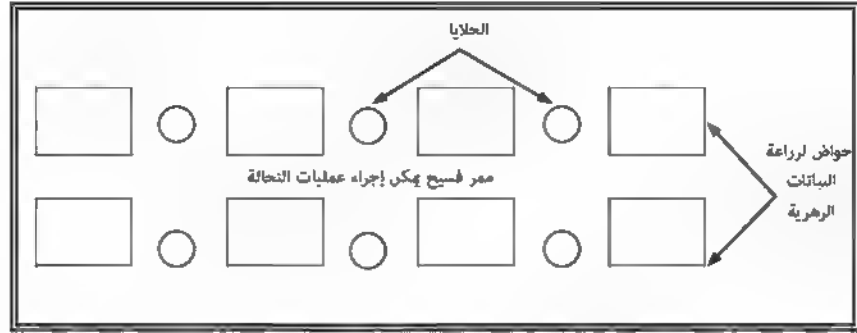 الخلايا
حواض لزراعة
النباتات
الزهرية
ممر فسيح يمكن إجراء عمليات النحالة